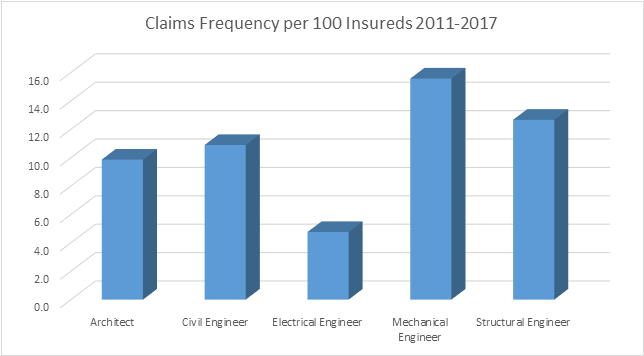 Claims Frequency per 100 Insureds 2011-2017
16.0
14.0
12.0
10.0
8.0
6.0
4.0
2.0
0.0
Architect
Civil Engineer
Electrical Engineer
Mechanical
Engineer
Structural Engineer